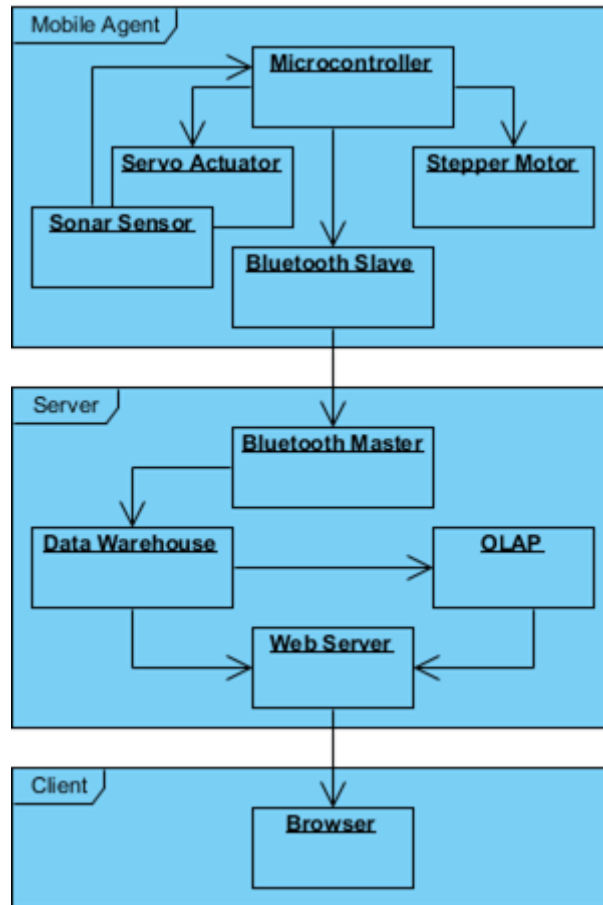 Mobile Agent
Microcontroller
Servo Actuator
Stepper Motor
Sonar Sensor
Bluetooth Slave
Server
Bluetooth Master
Data Warehouse
OLAP
Web Server
Client
Browser